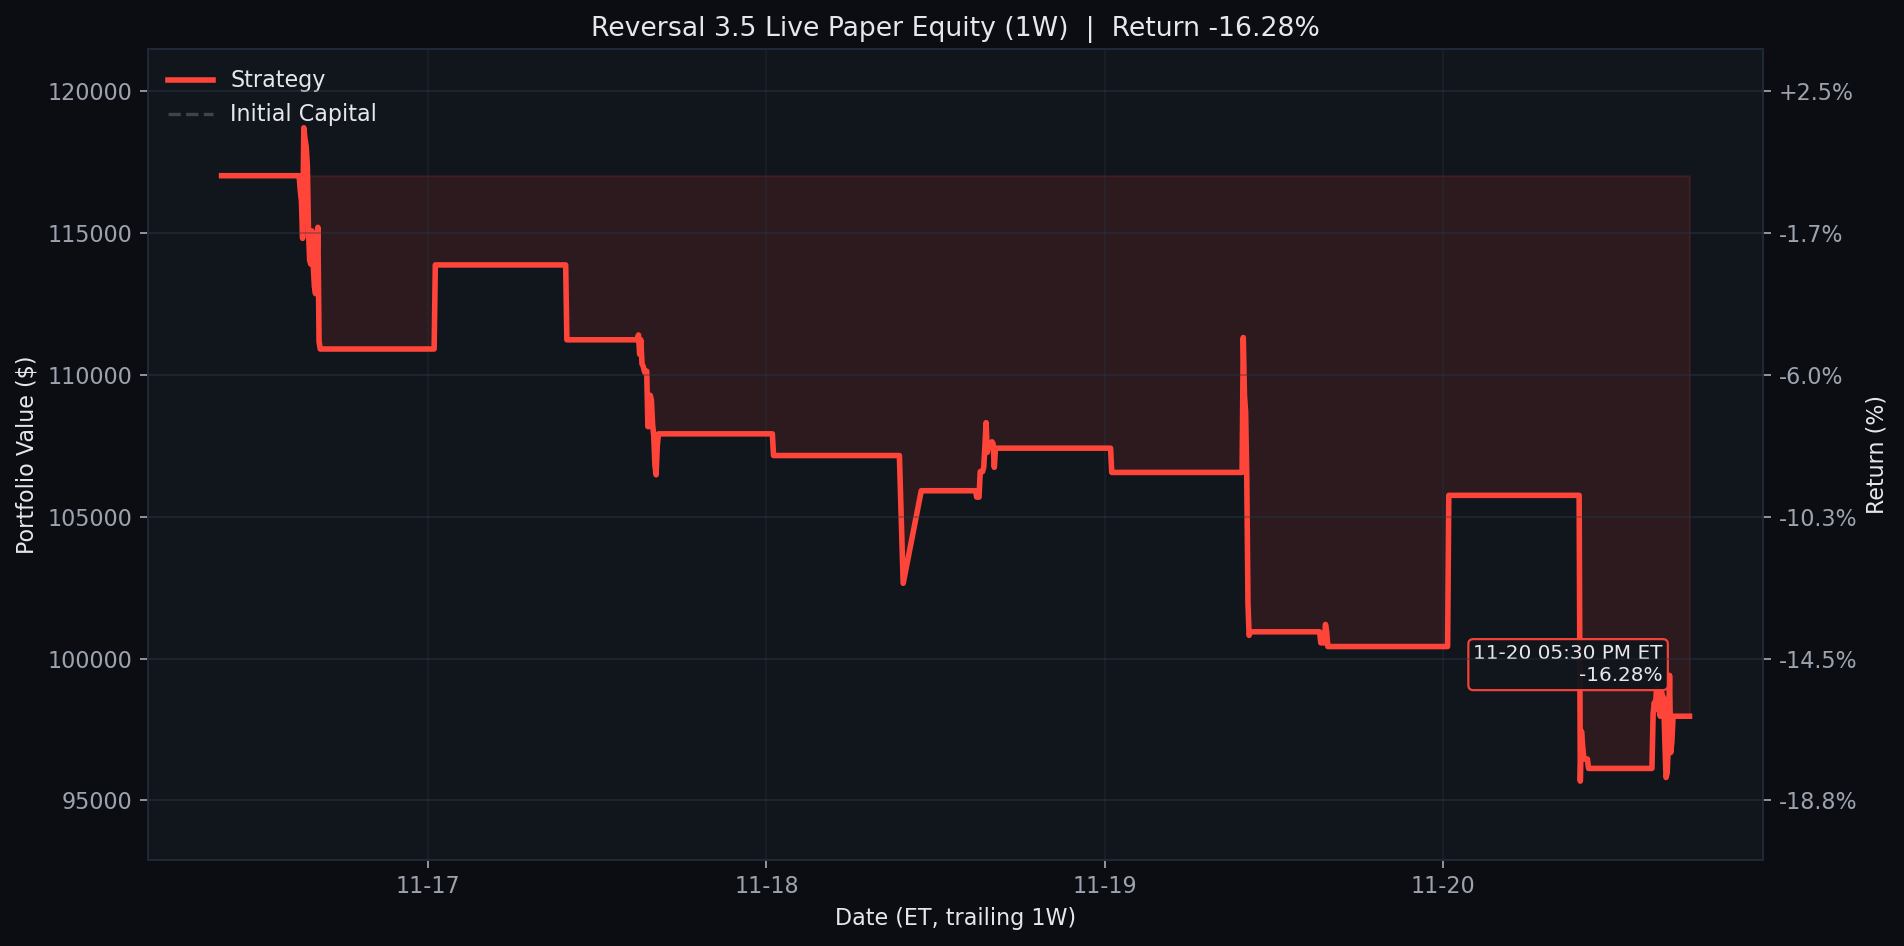 Reversal 3.5 Live Paper Equity (1W)  |  Return -16.28%
Strategy
Initial Capital
120000
115000
110000
105000
100000
95000
Portfolio Value ($)
+2.5%
-1.7%
-6.0%
-10.3%
-14.5%
-18.8%
Return (%)
11-20 05:30 PM ET
-16.28%
11-17
11-18
11-19
11-20
Date (ET, trailing 1W)